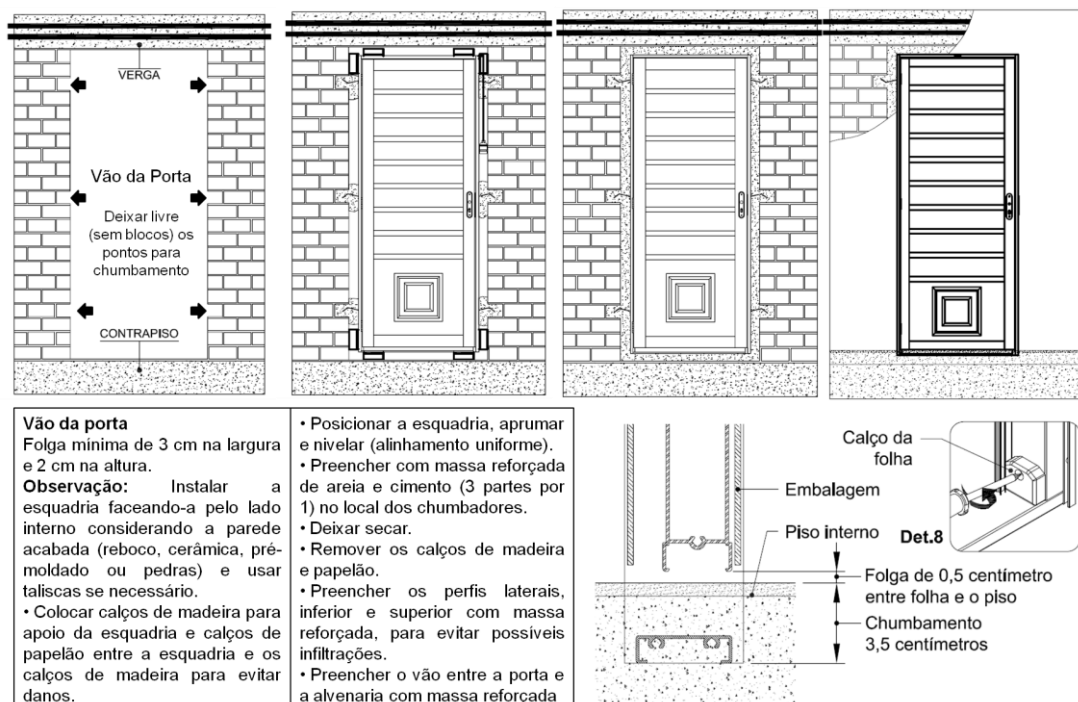 VERGA
Vão da Porta
Deixar livre
(sem blocos) os
pontos para
chumbamento
CONTRAPISO
Vão da porta
Folga mínima de 3 cm na largura
e 2 cm na altura.
Observação: Instalar a
esquadria faceando-a pelo lado
interno considerando a parede
acabada (reboco, cerâmica, pré-
moldado ou pedras) e usar
taliscas se necessário.
• Colocar calços de madeira para
apoio da esquadria e calços de
papelão entre a esquadria e os
calços de madeira para evitar
danos.
• Posicionar a esquadria, aprumar
e nivelar (alinhamento uniforme).
• Preencher com massa reforçada
de areia e cimento (3 partes por
1) no local dos chumbadores.
• Deixar secar.
• Remover os calços de madeira
e papelão.
• Preencher os perfis laterais,
inferior e superior com massa
reforçada, para evitar possíveis
infiltrações.
• Preencher o vão entre a porta e
a alvenaria com massa reforçada
Calço da
folha
Embalagem
Piso interno
Det.8
Folga de 0,5 centímetro
entre folha e o piso
Chumbamento
3,5 centímetros